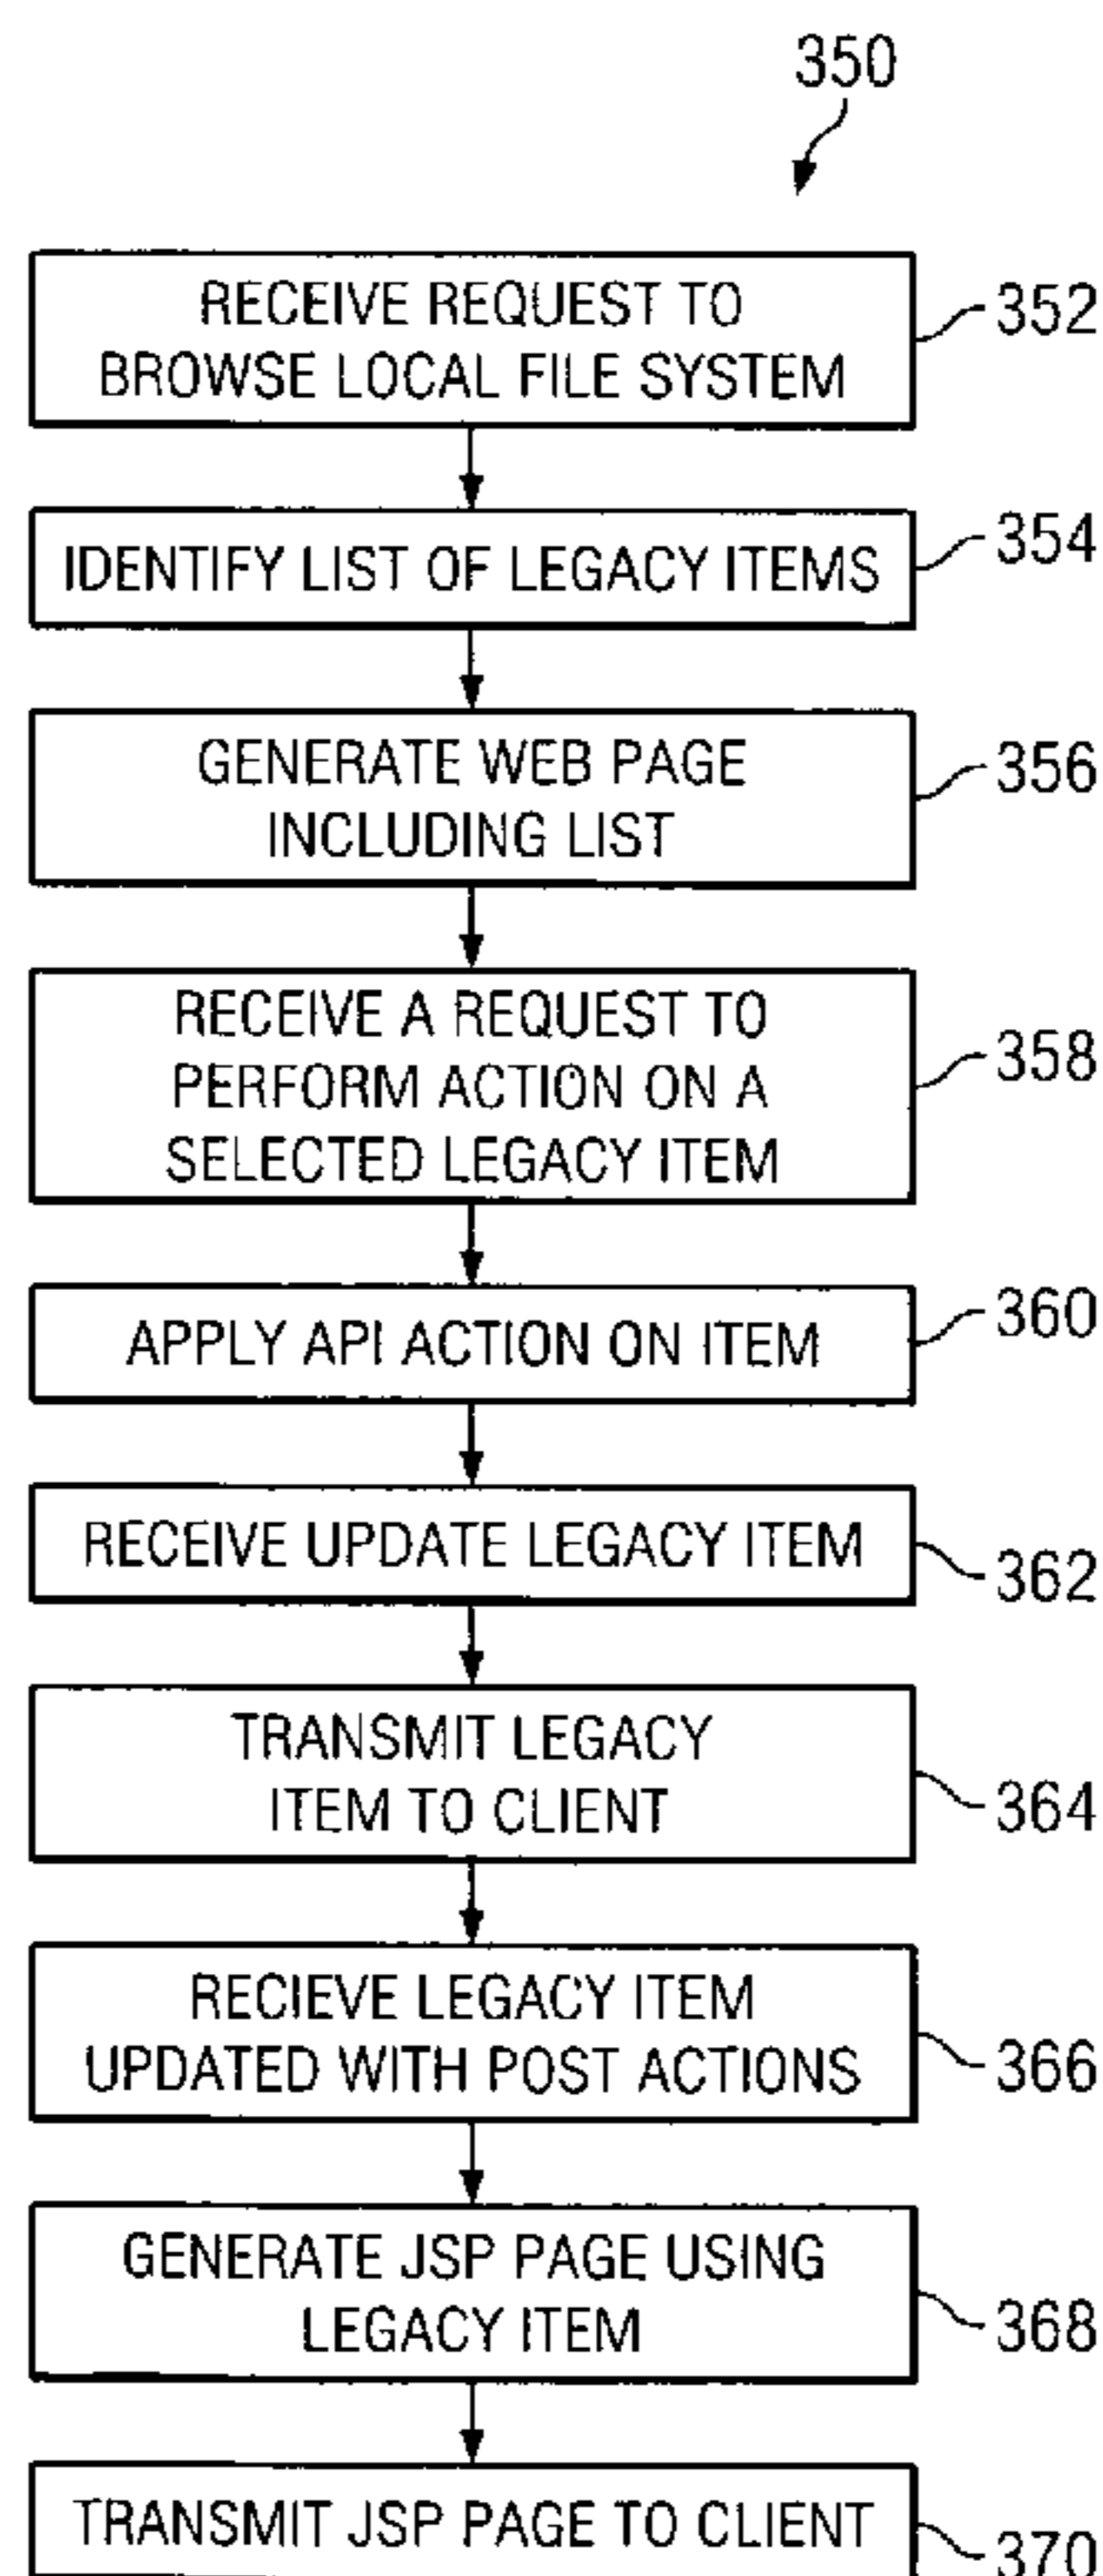 350
RECEIVE REQUEST TO
BROWSE LOCAL FILE SYSTEM
352
IDENTIFY LIST OF LEGACY ITEMS
354
GENERATE WEB PAGE
INCLUDING LIST
356
RECEIVE A REQUEST TO
PERFORM ACTION ON A
SELECTED LEGACY ITEM
358
APPLY API ACTION ON ITEM
360
RECEIVE UPDATE LEGACY ITEM
362
TRANSMIT LEGACY
ITEM TO CLIENT
364
RECIEVE LEGACY ITEM
UPDATED WITH POST ACTIONS
366
GENERATE JSP PAGE USING
LEGACY ITEM
368
TRANSMIT JSP PAGE TO CLIENT
370